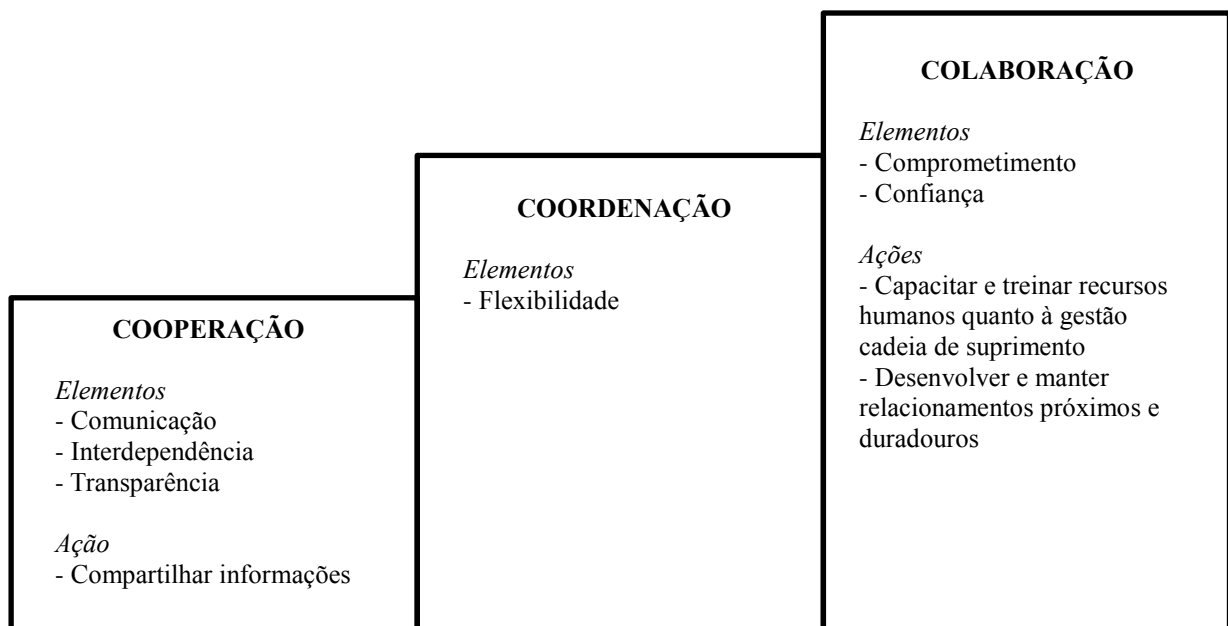 COOPERAÇÃO
Elementos
- Comunicação
- Interdependência
- Transparência
Ação
- Compartilhar informações
COORDENAÇÃO
Elementos
- Flexibilidade
COLABORAÇÃO
Elementos
- Comprometimento
- Confiança
Ações
- Capacitar e treinar recursos
humanos quanto à gestão
cadeia de suprimento
- Desenvolver e manter
relacionamentos próximos e
duradouros